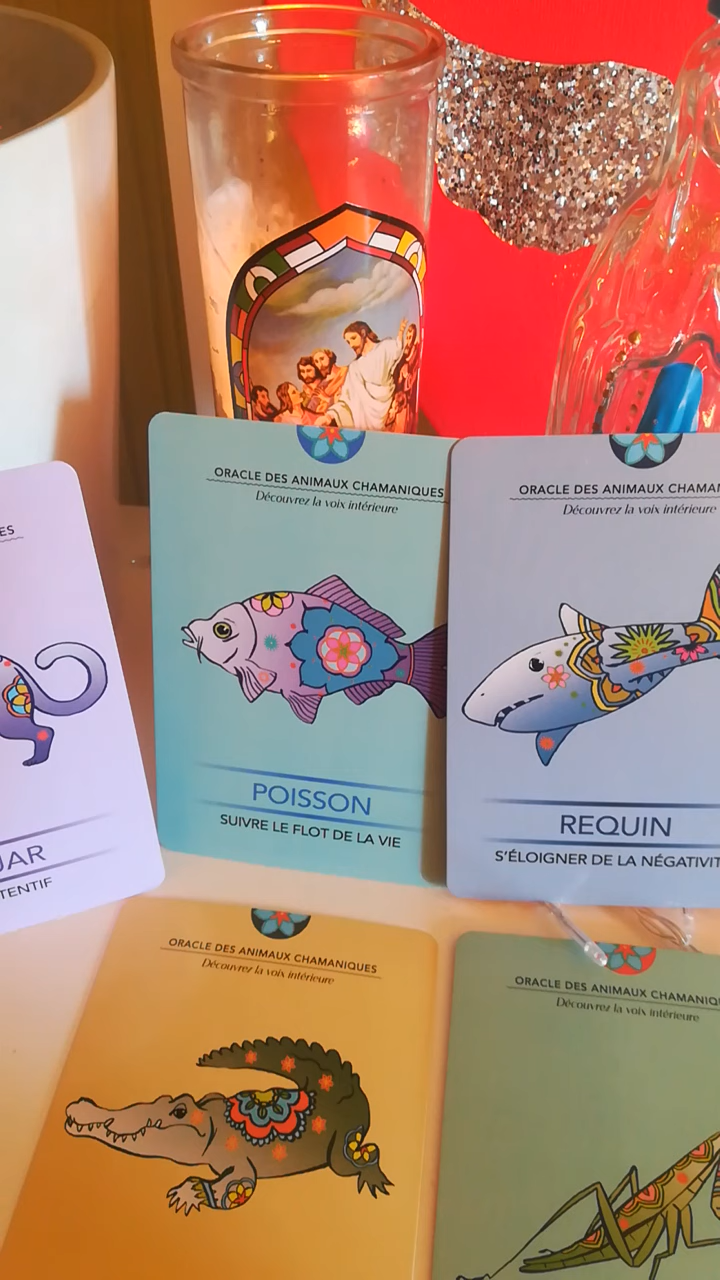 ES
UAR
TENTIF
ORACLE DES ANIMAUX CHAMANIQUES
Découvrez la voix intérieure
POISSON
SUIVRE LE FLOT DE LA VIE
ORACLE DES ANIMAUX CHAMAN
Découvrez la voix intérieure
REQUIN
S'ÉLOIGNER DE LA NÉGATIVIT
ORACLE DES ANIMAUX CHAMANIQUES
Découvrez la voix intérieure
ORACLE DES ANIMAUX CHAMANIQU
Découvrez la voix intérieure